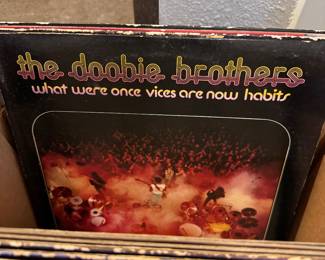 the doobie brothers
what were once vices are now habits